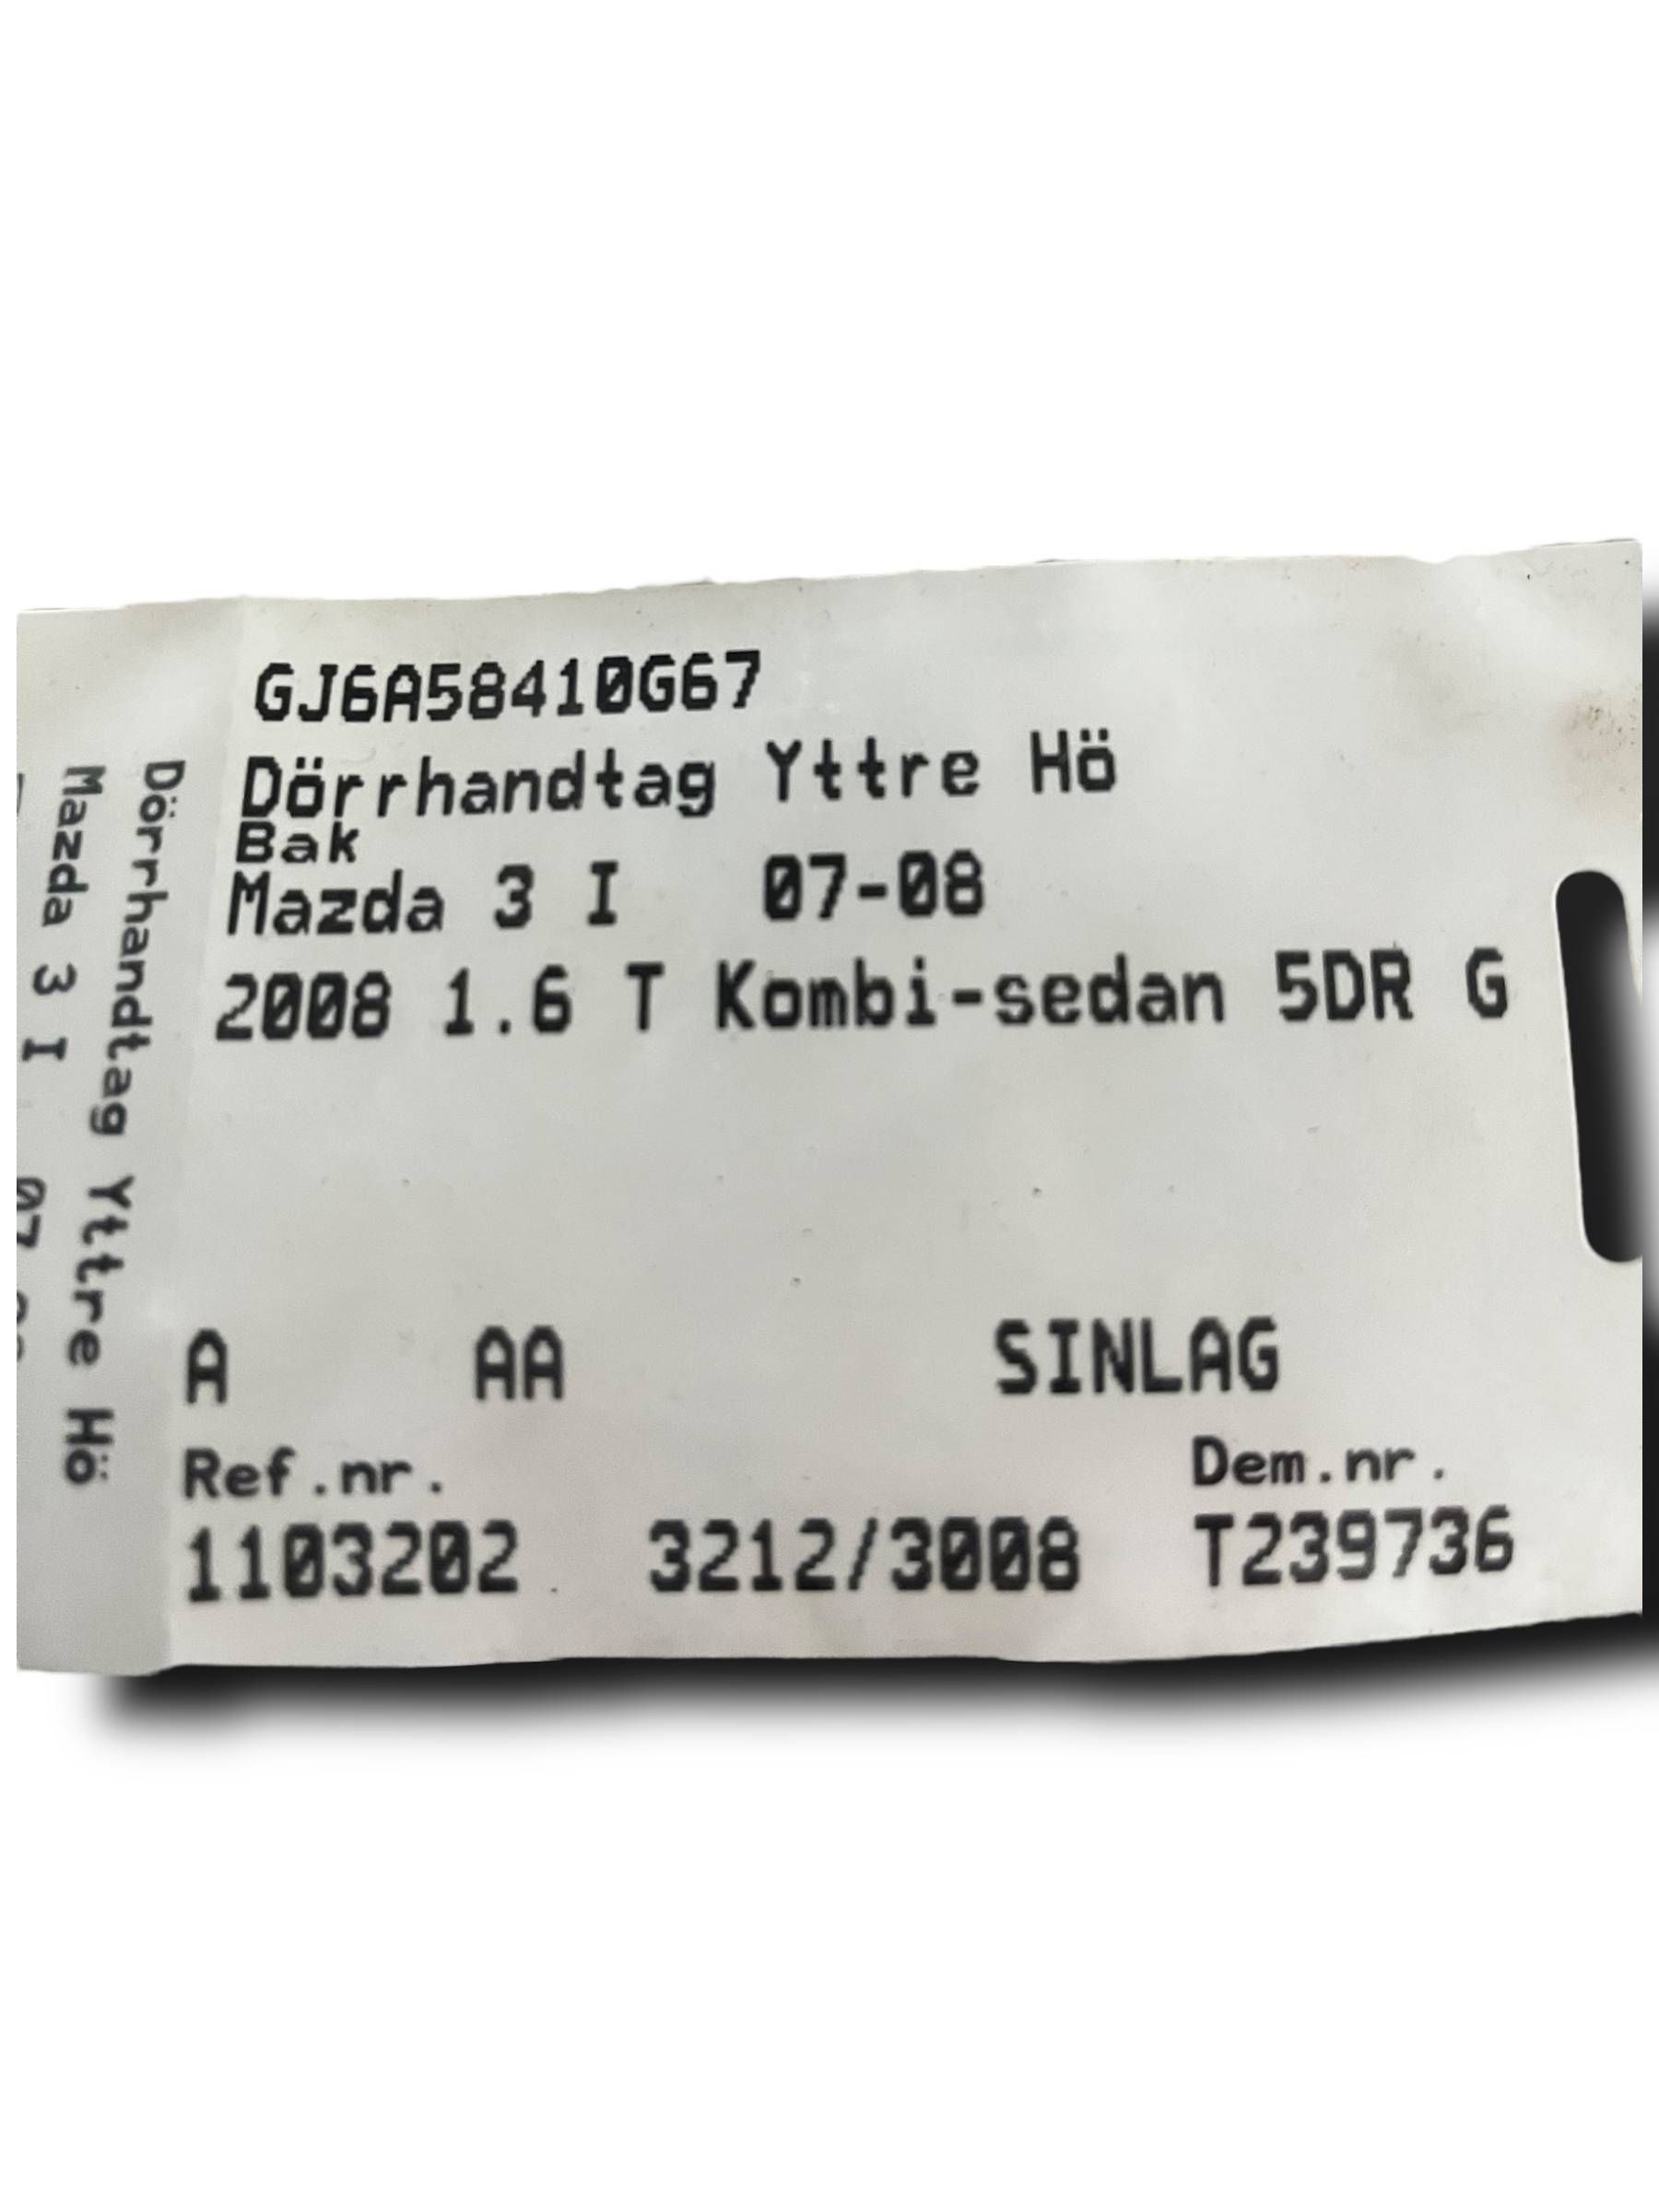 GJ6A58410G67
Dörrhandtag Yttre Hö
Bak
Mazda 3 I 07-08
2008 1.6 T Kombi-sedan 5DR G
A AA SINLAG
Ref.nr. Dem.nr.
1103202 3212/3008 T239736
Dörrhandtag Yttre Hö
Mazda 3 I 07